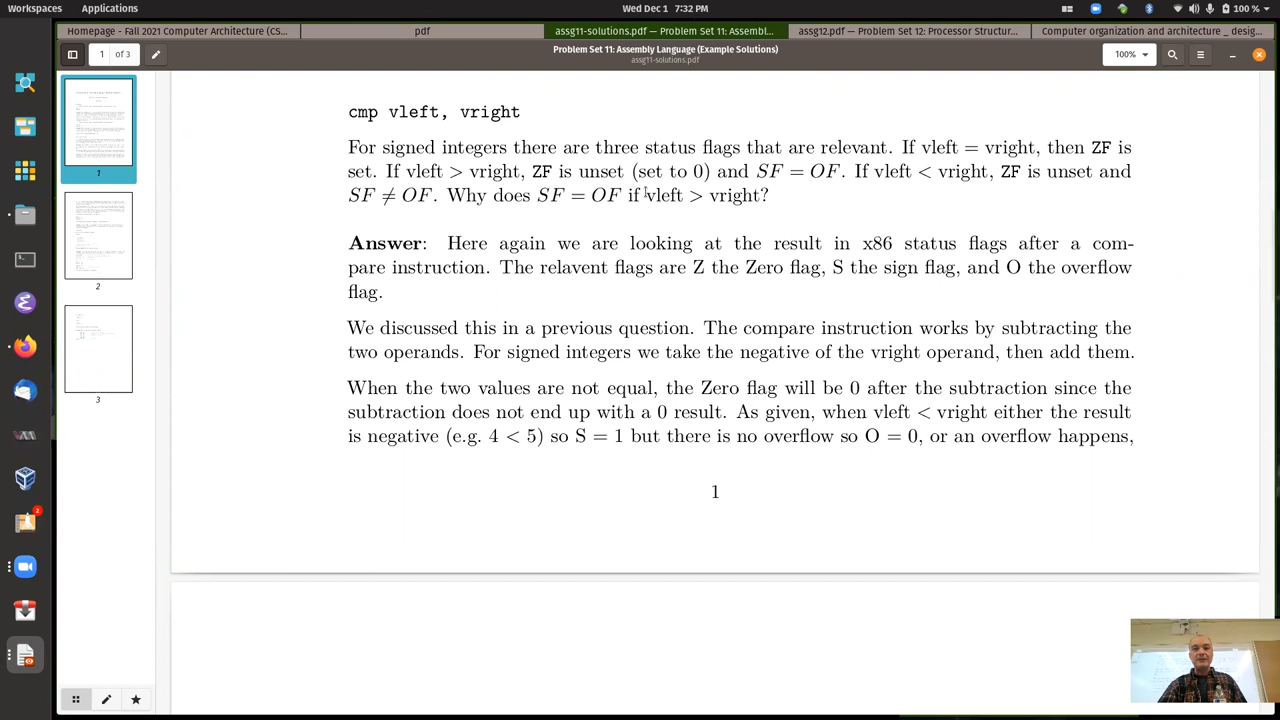 Workspaces Applications Wed Dec 1 7:32 PM 100 %
Homepage - Fall 2021 Computer Architecture (CS...
pdf
assg11-solutions.pdf — Problem Set 11: Assembl...
assg12.pdf — Problem Set 12: Processor Structur...
Computer organization and architecture _ desig...
1 of 3
Problem Set 11: Assembly Language (Example Solutions)
assg11-solutions.pdf
100%
cmp vleft, vright
For signed integers there are three status flags that are relevant. If vleft = vright, then ZF is
set. If vleft > vright, ZF is unset (set to 0) and SF = OF. If vleft < vright, ZF is unset and
SF ≠ OF. Why does SF = OF if vleft > vright?
Answer: Here again we are looking at the result in x86 status flags after a com-
pare instruction. The relavent flags are Z the Zero flag, S the sign flag, and O the overflow
flag.
We discussed this in a previous question. The compare instruction works by subtracting the
two operands. For signed integers we take the negative of the vright operand, then add them.
When the two values are not equal, the Zero flag will be 0 after the subtraction since the
subtraction does not end up with a 0 result. As given, when vleft < vright either the result
is negative (e.g. 4 < 5) so S = 1 but there is no overflow so O = 0, or an overflow happens,
1
1
2
3
2